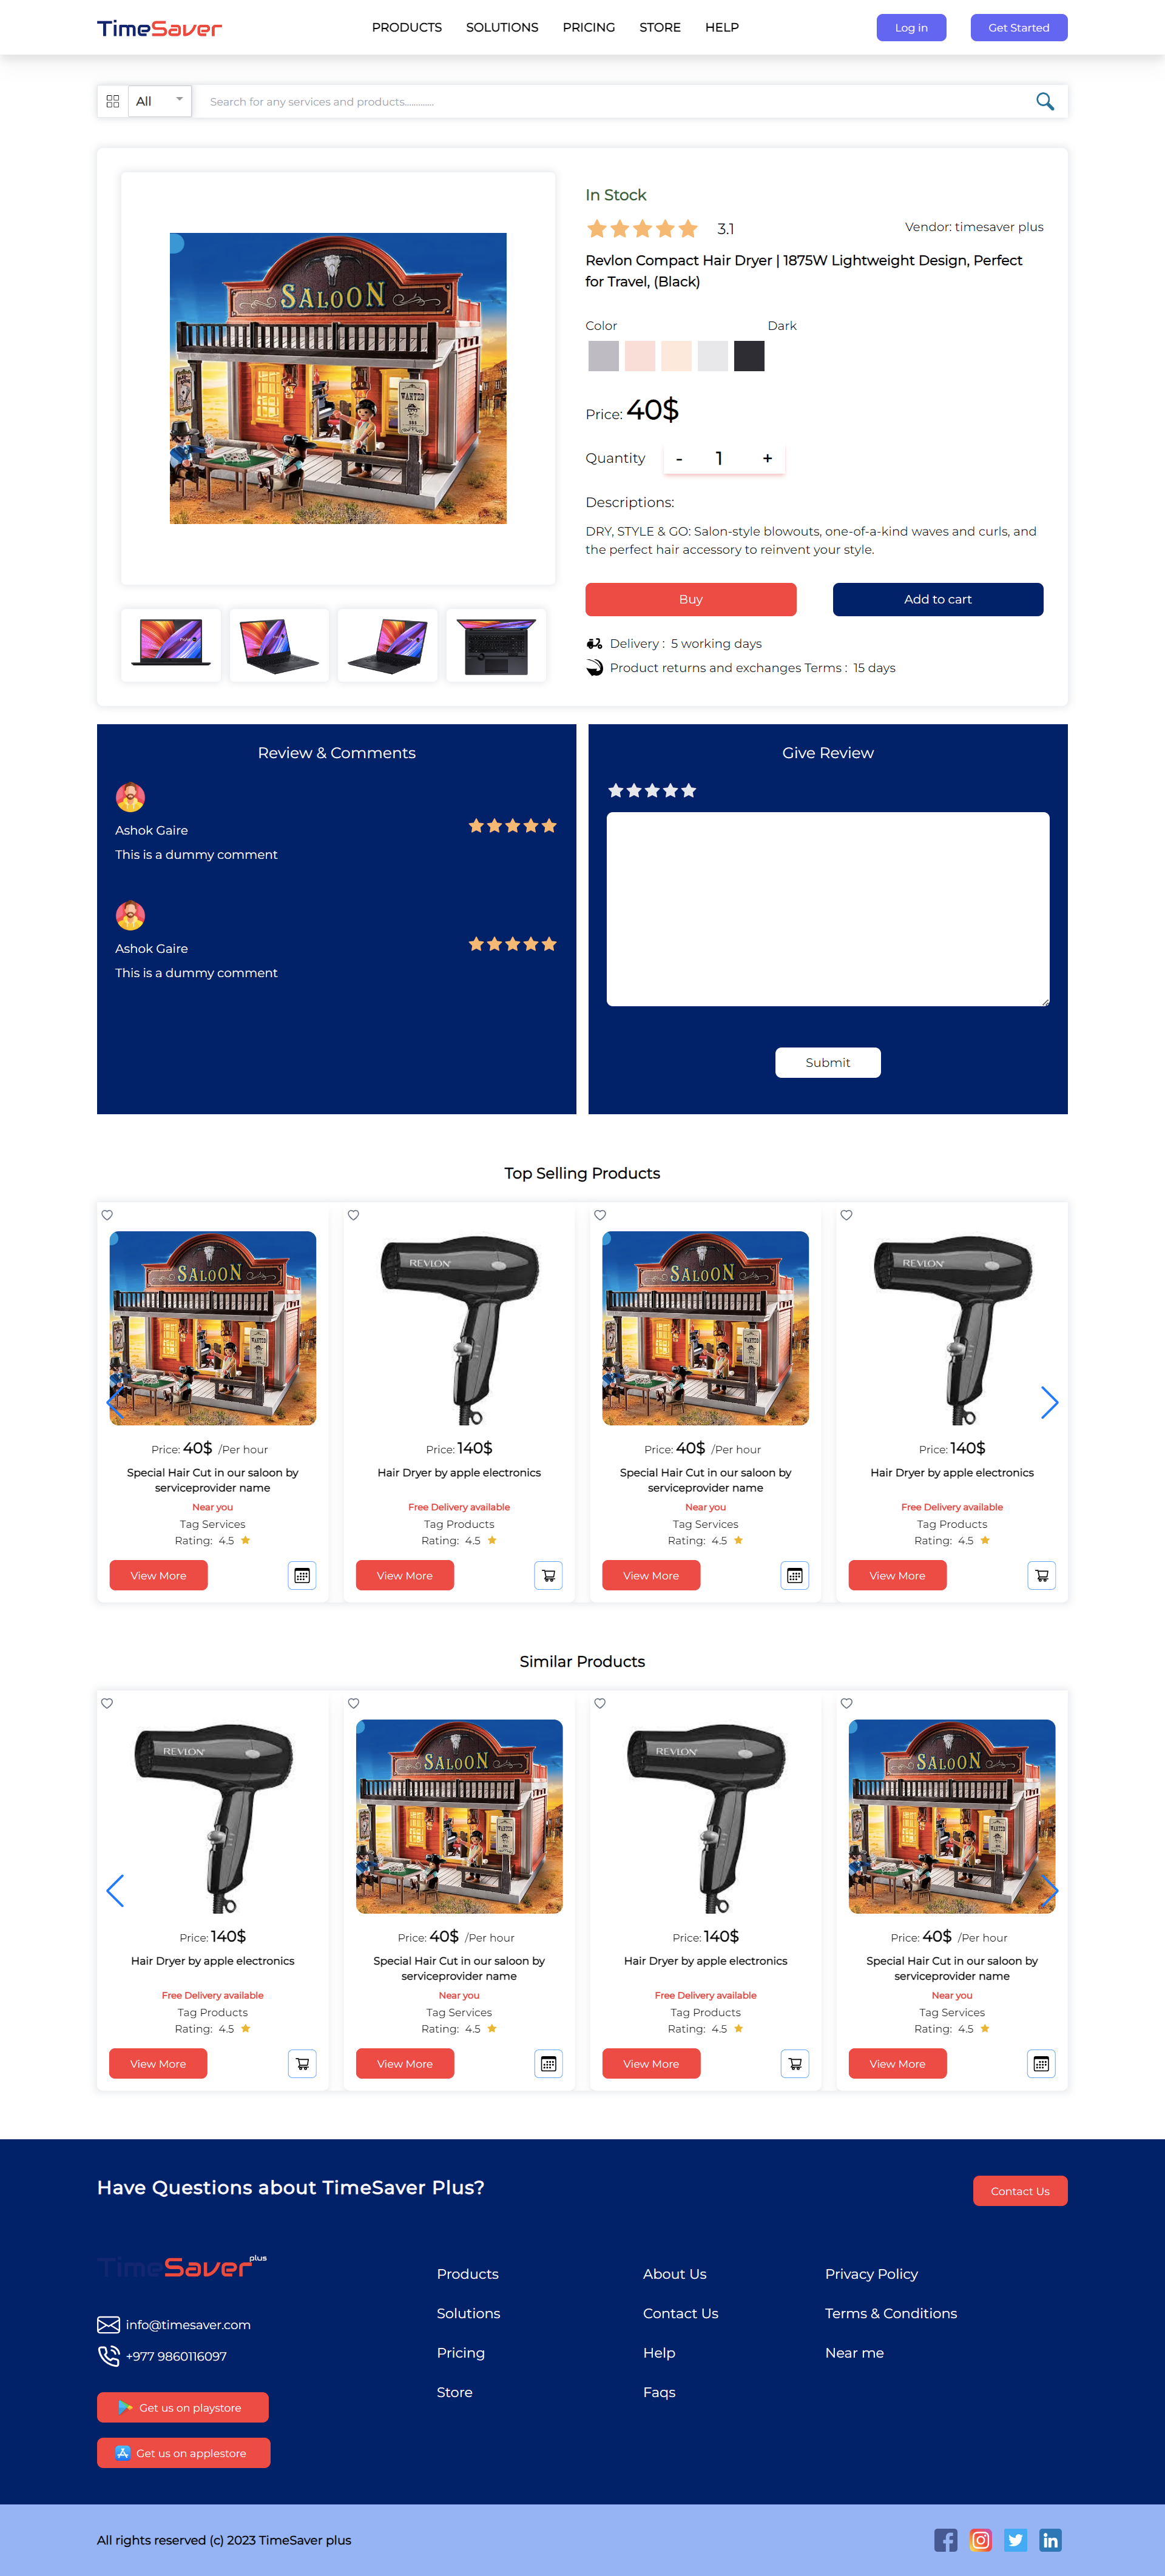 TimeSaver
PRODUCTS SOLUTIONS PRICING STORE HELP
Log in
Get Started
All
Search for any services and products.............
SALOON
WANTED
In Stock
3.1
Vendor: timesaver plus
Revlon Compact Hair Dryer | 1875W Lightweight Design, Perfect
for Travel, (Black)
Color
Dark
Price: 40$
Quantity
- 1 +
Descriptions:
DRY, STYLE & GO: Salon-style blowouts, one-of-a-kind waves and curls, and
the perfect hair accessory to reinvent your style.
Buy
Add to cart
Delivery : 5 working days
Product returns and exchanges Terms : 15 days
Review & Comments
Ashok Gaire
This is a dummy comment
Ashok Gaire
This is a dummy comment
Give Review
Submit
Top Selling Products
SALOON
WANTED
Price: 40$ /Per hour
Special Hair Cut in our saloon by
serviceprovider name
Near you
Tag Services
Rating: 4.5
View More
REVLON
Price: 140$
Hair Dryer by apple electronics
Free Delivery available
Tag Products
Rating: 4.5
View More
SALOON
WANTED
Price: 40$ /Per hour
Special Hair Cut in our saloon by
serviceprovider name
Near you
Tag Services
Rating: 4.5
View More
REVLON
Price: 140$
Hair Dryer by apple electronics
Free Delivery available
Tag Products
Rating: 4.5
View More
Similar Products
REVLON
Price: 140$
Hair Dryer by apple electronics
Free Delivery available
Tag Products
Rating: 4.5
View More
SALOON
WANTED
Price: 40$ /Per hour
Special Hair Cut in our saloon by
serviceprovider name
Near you
Tag Services
Rating: 4.5
View More
REVLON
Price: 140$
Hair Dryer by apple electronics
Free Delivery available
Tag Products
Rating: 4.5
View More
SALOON
WANTED
Price: 40$ /Per hour
Special Hair Cut in our saloon by
serviceprovider name
Near you
Tag Services
Rating: 4.5
View More
Have Questions about TimeSaver Plus?
Contact Us
TimeSaver plus
info@timesaver.com
+977 9860116097
Get us on playstore
Get us on applestore
Products
Solutions
Pricing
Store
About Us
Contact Us
Help
Faqs
Privacy Policy
Terms & Conditions
Near me
All rights reserved (c) 2023 TimeSaver plus